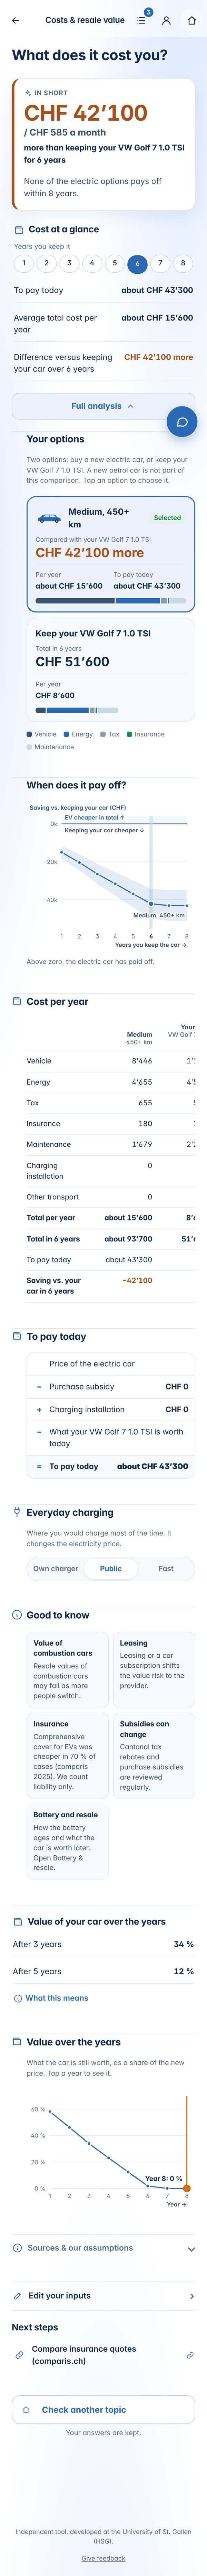 Costs & resale value
3
What does it cost you?
IN SHORT
CHF 42’100
/ CHF 585 a month
more than keeping your VW Golf 7 1.0 TSI
for 6 years
None of the electric options pays off
within 8 years.
Cost at a glance
Years you keep it
1 2 3 4 5 6 7 8
To pay today about CHF 43’300
Average total cost per
year
about CHF 15’600
Difference versus keeping
your car over 6 years
CHF 42’100 more
Full analysis
Your options
Two options: buy a new electric car, or keep your
VW Golf 7 1.0 TSI. A new petrol car is not part of
this comparison. Tap an option to choose it.
Medium, 450+
km
Selected
Compared with your VW Golf 7 1.0 TSI
CHF 42’100 more
Per year To pay today
about CHF 15’600 about CHF 43’300
Keep your VW Golf 7 1.0 TSI
Total in 6 years
CHF 51’600
Per year
CHF 8’600
Vehicle Energy Tax Insurance
Maintenance
When does it pay off?
Saving vs. keeping your car (CHF)
EV cheaper in total ↑
0k
Keeping your car cheaper ↓
-20k
-40k
Medium, 450+ km
1 2 3 4 5 6 7 8
Years you keep the car →
Above zero, the electric car has paid off.
Cost per year
Medium
450+ km
Your
VW Golf
Vehicle 8’446
Energy 4’655
Tax 655
Insurance 180
Maintenance 1’679
Charging
installation
0
Other transport 0
Total per year about 15’600
Total in 6 years about 93’700
To pay today about 43’300
Saving vs. your
car in 6 years
−42’100
To pay today
Price of the electric car
− Purchase subsidy CHF 0
+ Charging installation CHF 0
− What your VW Golf 7 1.0 TSI is worth
today
= To pay today about CHF 43’300
Everyday charging
Where you would charge most of the time. It
changes the electricity price.
Own charger Public Fast
Good to know
Value of
combustion cars
Resale values of
combustion cars
may fall as more
people switch.
Leasing
Leasing or a car
subscription shifts
the value risk to the
provider.
Insurance
Comprehensive
cover for EVs was
cheaper in 70 % of
cases (comparis
2025). We count
liability only.
Subsidies can
change
Cantonal tax
rebates and
purchase subsidies
are reviewed
regularly.
Battery and resale
How the battery
ages and what the
car is worth later.
Open Battery &
resale.
Value of your car over the years
After 3 years 34 %
After 5 years 12 %
What this means
Value over the years
What the car is still worth, as a share of the new
price. Tap a year to see it.
60 %
40 %
20 %
0 %
Year 8: 0 %
1 2 3 4 5 6 7 8
Year →
Sources & our assumptions
Edit your inputs
Next steps
Compare insurance quotes
(comparis.ch)
Check another topic
Your answers are kept.
Independent tool, developed at the University of St. Gallen
(HSG).
Give feedback